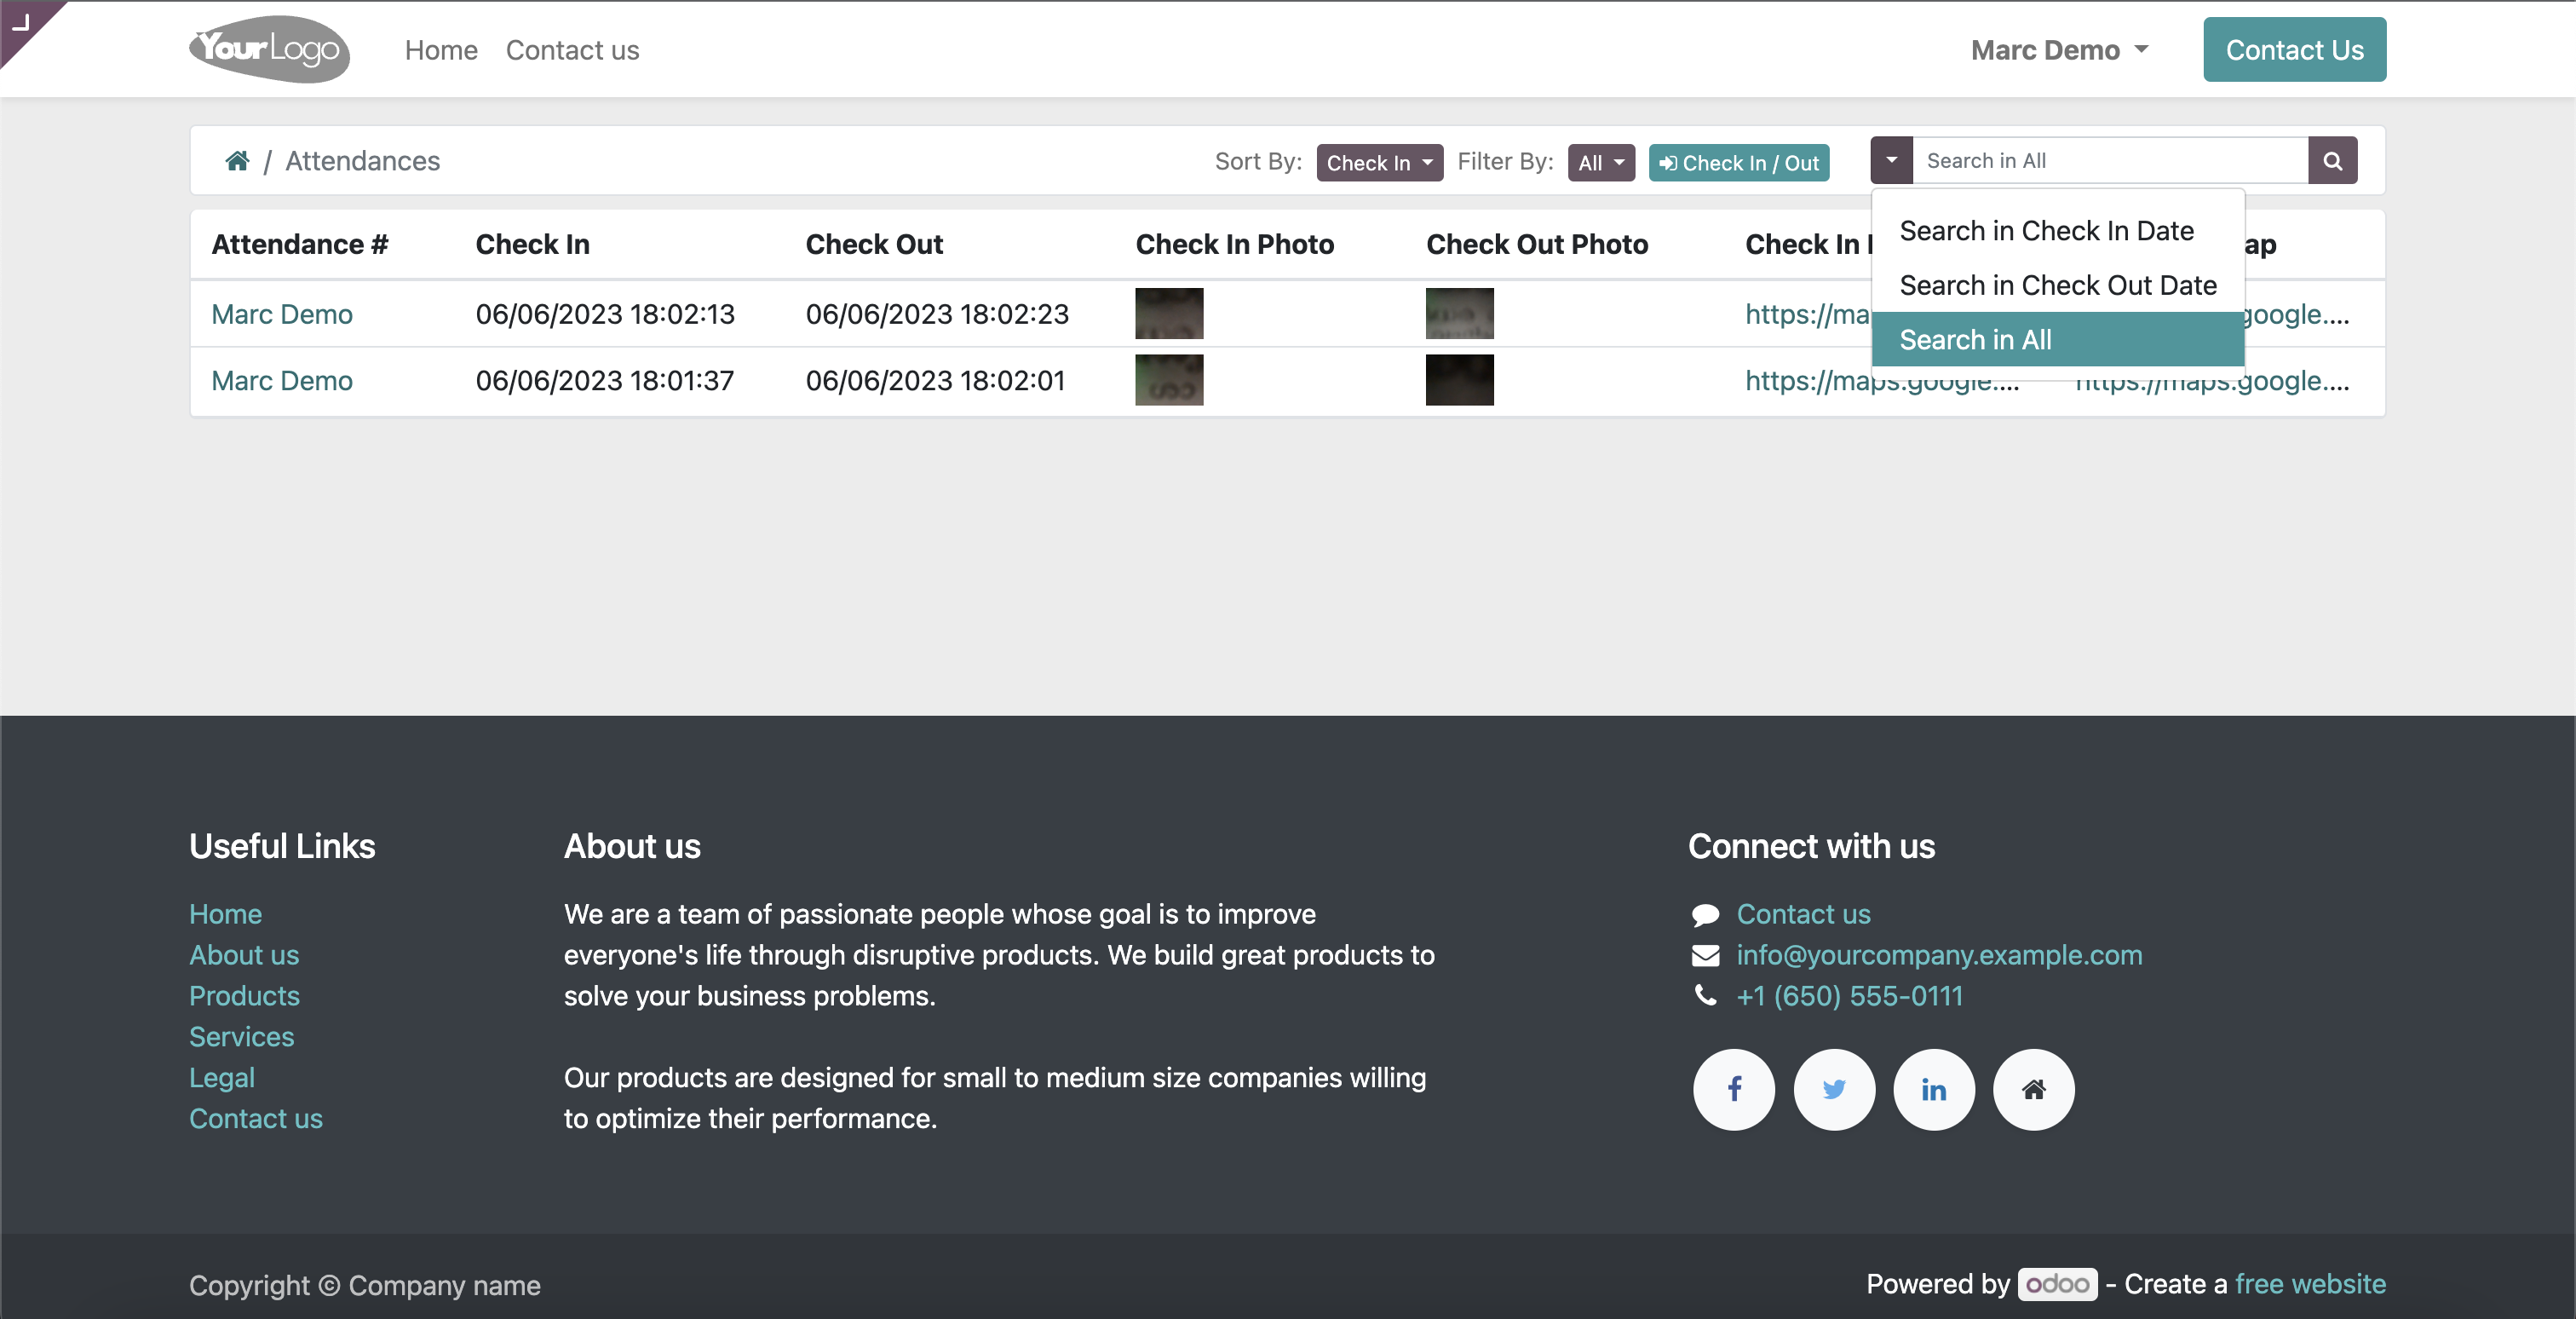 YourLogo Home Contact us Marc Demo Contact Us
/ Attendances Sort By: Check In Filter By: All Check In / Out Search in All
Search in Check In Date
Search in Check Out Date
Search in All
Attendance # Check In Check Out Check In Photo Check Out Photo Check In
Marc Demo 06/06/2023 18:02:13 06/06/2023 18:02:23 https://ma google....
Marc Demo 06/06/2023 18:01:37 06/06/2023 18:02:01 https://maps.google.... https://maps.google....
Useful Links
Home
About us
Products
Services
Legal
Contact us
About us
We are a team of passionate people whose goal is to improve
everyone's life through disruptive products. We build great products to
solve your business problems.
Our products are designed for small to medium size companies willing
to optimize their performance.
Connect with us
Contact us
info@yourcompany.example.com
+1 (650) 555-0111
Copyright © Company name
Powered by odoo - Create a free website